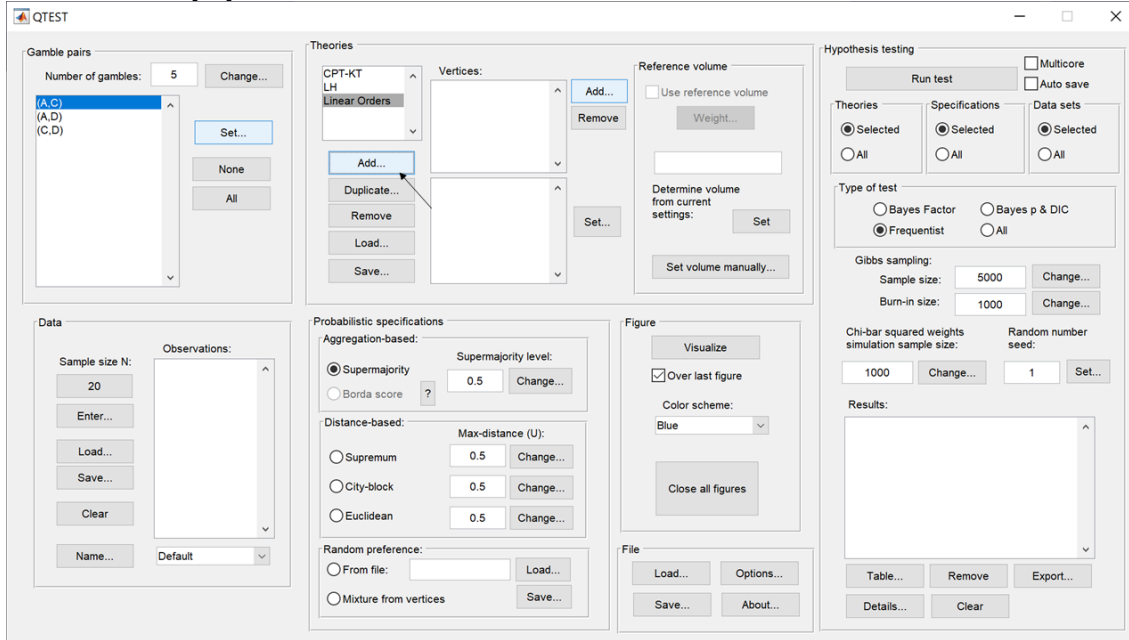 QTEST
Gamble pairs
Number of gambles: 5 Change...
(A,C)
(A,D)
(C,D)
Set...
None
All
Theories
CPT-KT
LH
Linear Orders
Add...
Duplicate...
Remove
Load...
Save...
Vertices:
Add...
Remove
Set...
Reference volume
Use reference volume
Weight...
Determine volume
from current
settings:
Set
Set volume manually...
Hypothesis testing
Run test
Multicore
Auto save
Theories
Selected
All
Specifications
Selected
All
Data sets
Selected
All
Type of test
Bayes Factor Bayes p & DIC
Frequentist All
Gibbs sampling:
Sample size: 5000 Change...
Burn-in size: 1000 Change...
Chi-bar squared weights
simulation sample size:
1000 Change...
Random number
seed:
1 Set...
Results:
Table... Remove Export...
Details... Clear
Data
Sample size N:
20
Enter...
Load...
Save...
Clear
Name...
Observations:
Default
Probabilistic specifications
Aggregation-based:
Supermajority
Borda score ?
Supermajority level:
0.5 Change...
Distance-based:
Max-distance (U):
Supremum 0.5 Change...
City-block 0.5 Change...
Euclidean 0.5 Change...
Random preference:
From file: Load...
Mixture from vertices Save...
Figure
Visualize
Over last figure
Color scheme:
Blue
Close all figures
File
Load... Options...
Save... About...